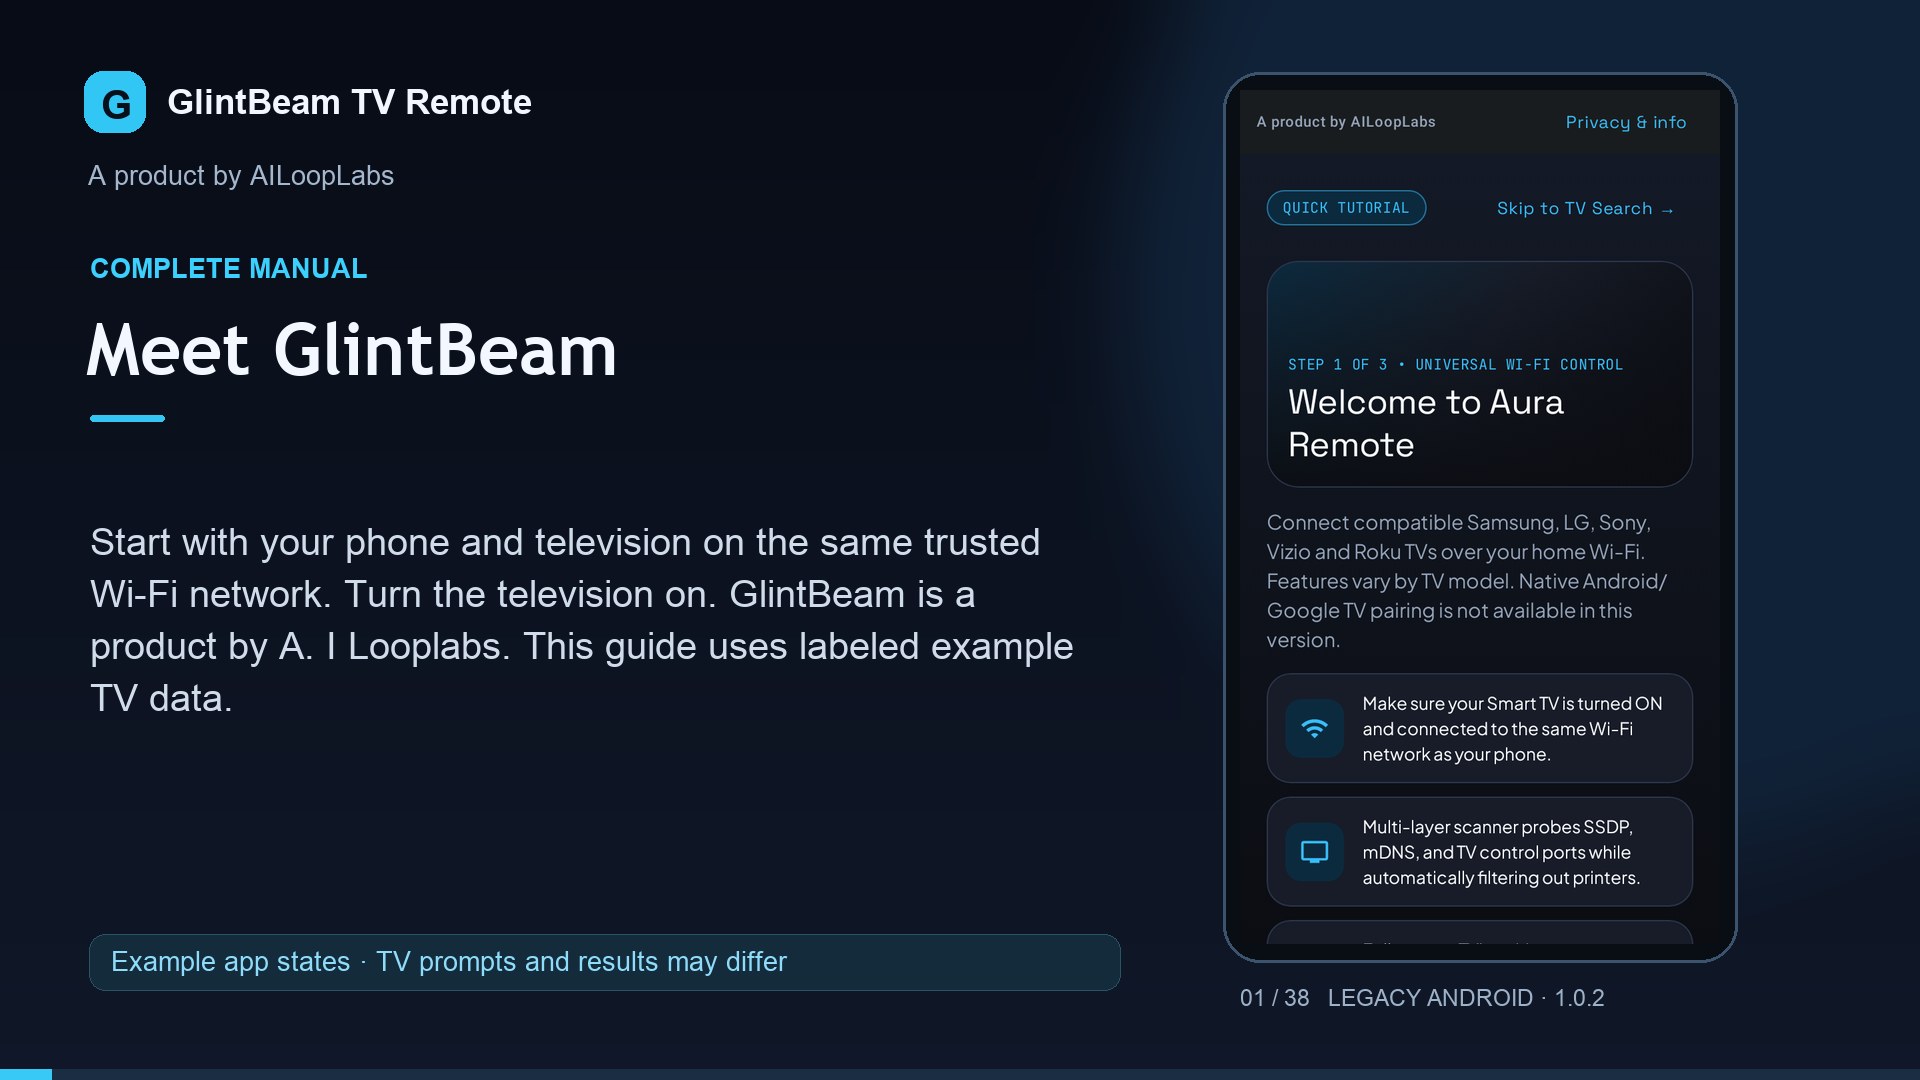 G
GlintBeam TV Remote
A product by AILoopLabs
COMPLETE MANUAL
Meet GlintBeam
Start with your phone and television on the same trusted
Wi-Fi network. Turn the television on. GlintBeam is a
product by A. I Looplabs. This guide uses labeled example
TV data.
Example app states · TV prompts and results may differ
A product by AILoopLabs
Privacy & info
QUICK TUTORIAL
Skip to TV Search →
STEP 1 OF 3 • UNIVERSAL WI-FI CONTROL
Welcome to Aura
Remote
Connect compatible Samsung, LG, Sony,
Vizio and Roku TVs over your home Wi-Fi.
Features vary by TV model. Native Android/
Google TV pairing is not available in this
version.
Make sure your Smart TV is turned ON
and connected to the same Wi-Fi
network as your phone.
Multi-layer scanner probes SSDP,
mDNS, and TV control ports while
automatically filtering out printers.
01 / 38 LEGACY ANDROID · 1.0.2